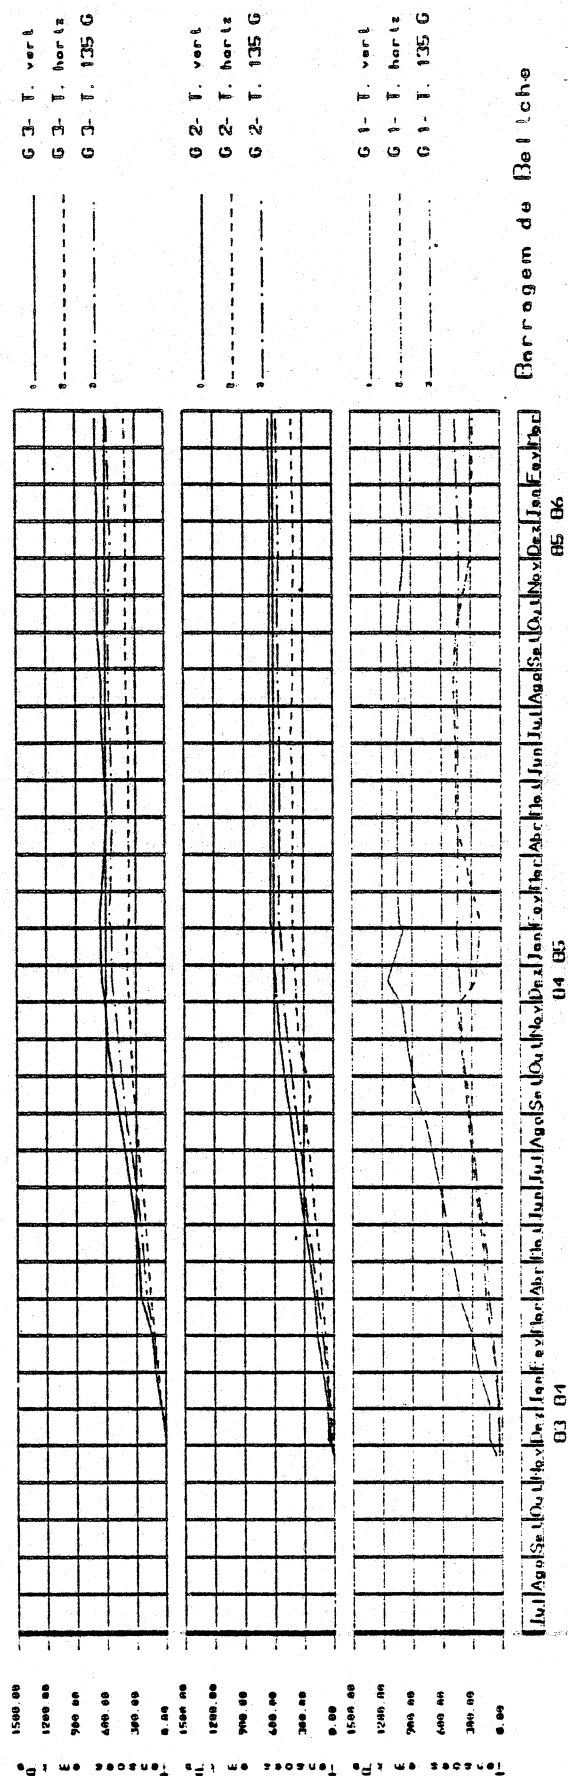 G 3- T. vert
G 3- T. horiz
G 3- T. 135 G
1500.00
1200.00
900.00
600.00
300.00
0.00
G 2- T. vert
G 2- T. horiz
G 2- T. 135 G
1500.00
1200.00
900.00
600.00
300.00
0.00
G 1- T. vert
G 1- T. horiz
G 1- T. 135 G
1500.00
1200.00
900.00
600.00
300.00
0.00
Jul Ago Set Out Nov Dez Jan Fev Mar Abr Mai Jun Jul Ago Set Out Nov Dez Jan Fev Mar Abr Mai Jun Jul Ago Set Out Nov Dez Jan Fev Mar
83 84 84 85 85 86
Barragem de Beliche